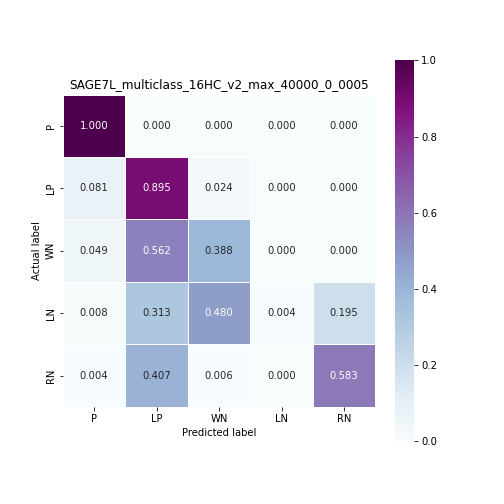 SAGE7L_multiclass_16HC_v2_max_40000_0_0005
1.0
P 1.000 0.000 0.000 0.000 0.000
0.8
LP 0.081 0.895 0.024 0.000 0.000
0.6
Actual label
WN 0.049 0.562 0.388 0.000 0.000
0.4
LN 0.008 0.313 0.480 0.004 0.195
0.2
RN 0.004 0.407 0.006 0.000 0.583
0.0
P LP WN LN RN
Predicted label